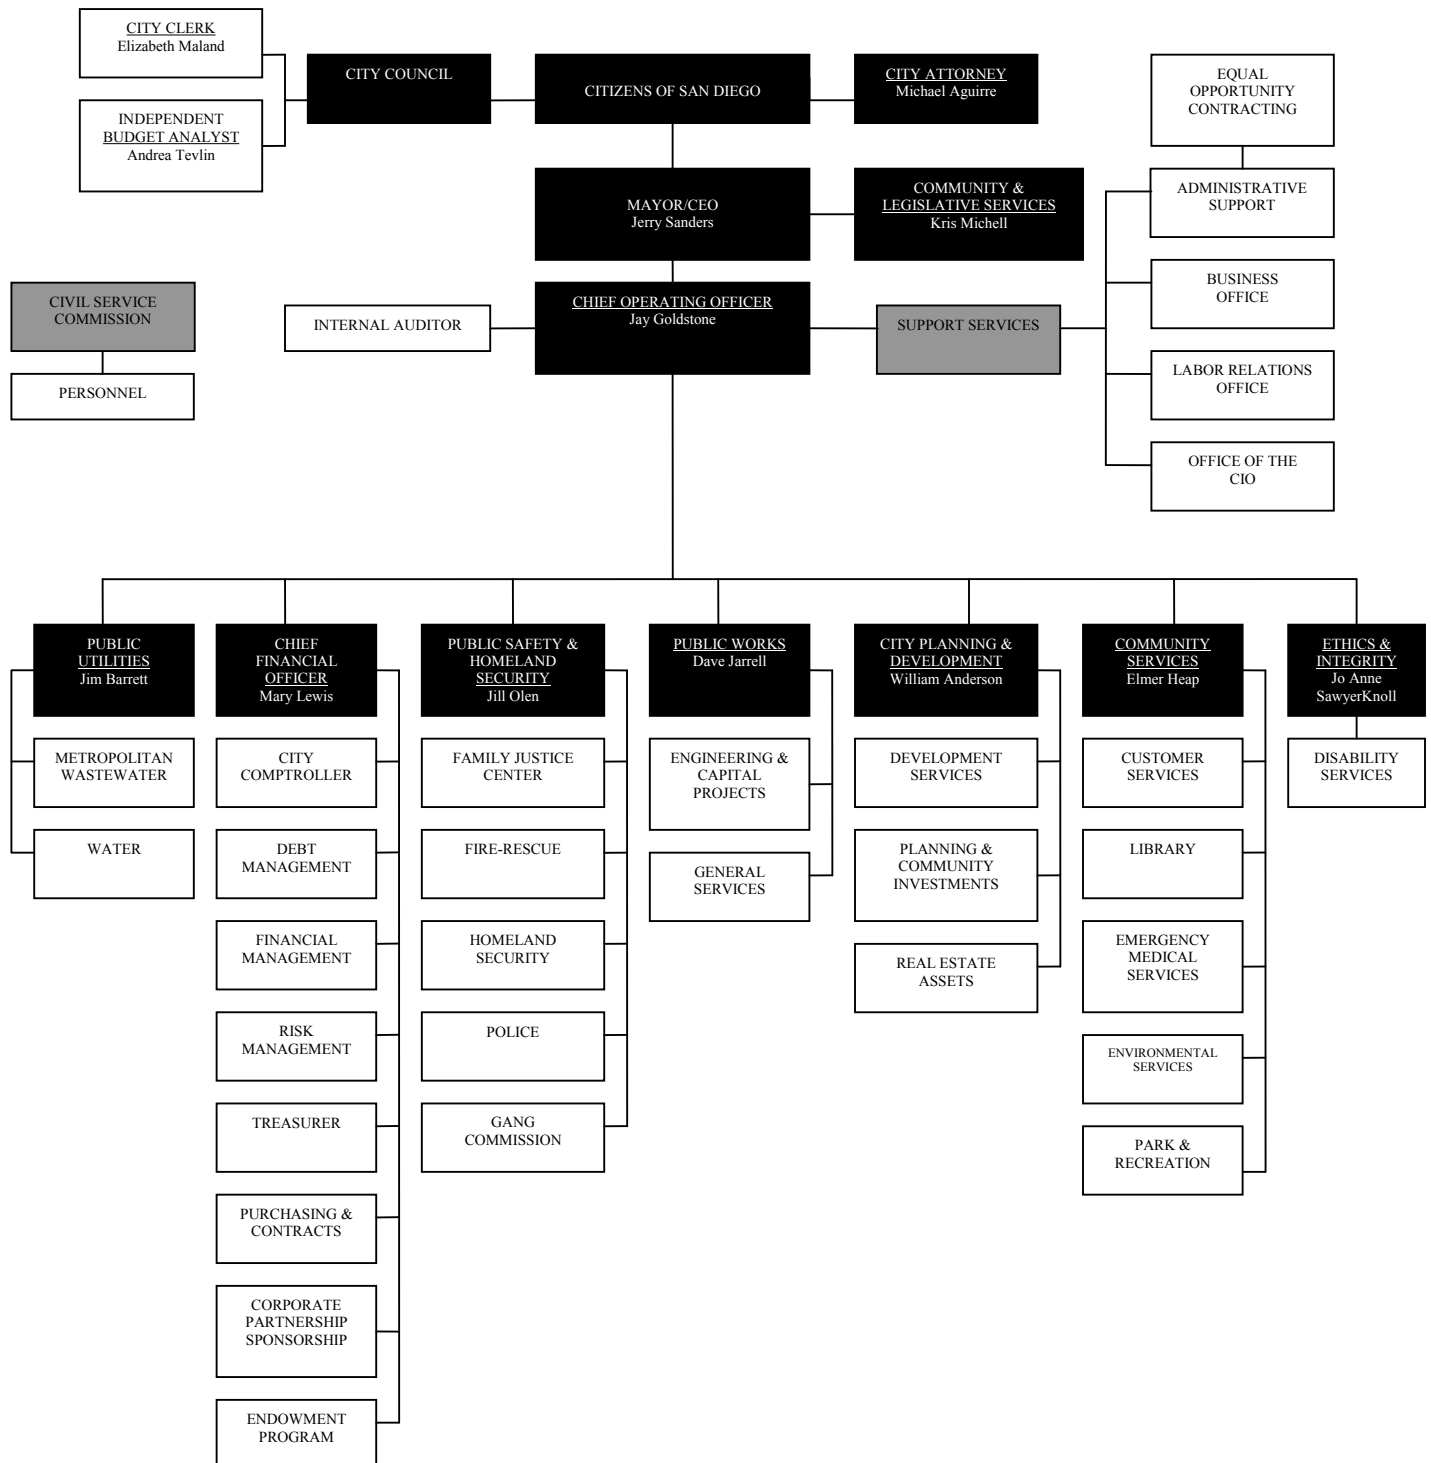 CITY CLERK
Elizabeth Maland
INDEPENDENT
BUDGET ANALYST
Andrea Tevlin
CITY COUNCIL
CITIZENS OF SAN DIEGO
CITY ATTORNEY
Michael Aguirre
EQUAL
OPPORTUNITY
CONTRACTING
MAYOR/CEO
Jerry Sanders
COMMUNITY &
LEGISLATIVE SERVICES
Kris Michell
ADMINISTRATIVE
SUPPORT
CIVIL SERVICE
COMMISSION
PERSONNEL
INTERNAL AUDITOR
CHIEF OPERATING OFFICER
Jay Goldstone
SUPPORT SERVICES
BUSINESS
OFFICE
LABOR RELATIONS
OFFICE
OFFICE OF THE
CIO
PUBLIC
UTILITIES
Jim Barrett
METROPOLITAN
WASTEWATER
WATER
CHIEF
FINANCIAL
OFFICER
Mary Lewis
CITY
COMPTROLLER
DEBT
MANAGEMENT
FINANCIAL
MANAGEMENT
RISK
MANAGEMENT
TREASURER
PURCHASING &
CONTRACTS
CORPORATE
PARTNERSHIP
SPONSORSHIP
ENDOWMENT
PROGRAM
PUBLIC SAFETY &
HOMELAND
SECURITY
Jill Olen
FAMILY JUSTICE
CENTER
FIRE-RESCUE
HOMELAND
SECURITY
POLICE
GANG
COMMISSION
PUBLIC WORKS
Dave Jarrell
ENGINEERING &
CAPITAL
PROJECTS
GENERAL
SERVICES
CITY PLANNING &
DEVELOPMENT
William Anderson
DEVELOPMENT
SERVICES
PLANNING &
COMMUNITY
INVESTMENTS
REAL ESTATE
ASSETS
COMMUNITY
SERVICES
Elmer Heap
CUSTOMER
SERVICES
LIBRARY
EMERGENCY
MEDICAL
SERVICES
ENVIRONMENTAL
SERVICES
PARK &
RECREATION
ETHICS &
INTEGRITY
Jo Anne
SawyerKnoll
DISABILITY
SERVICES